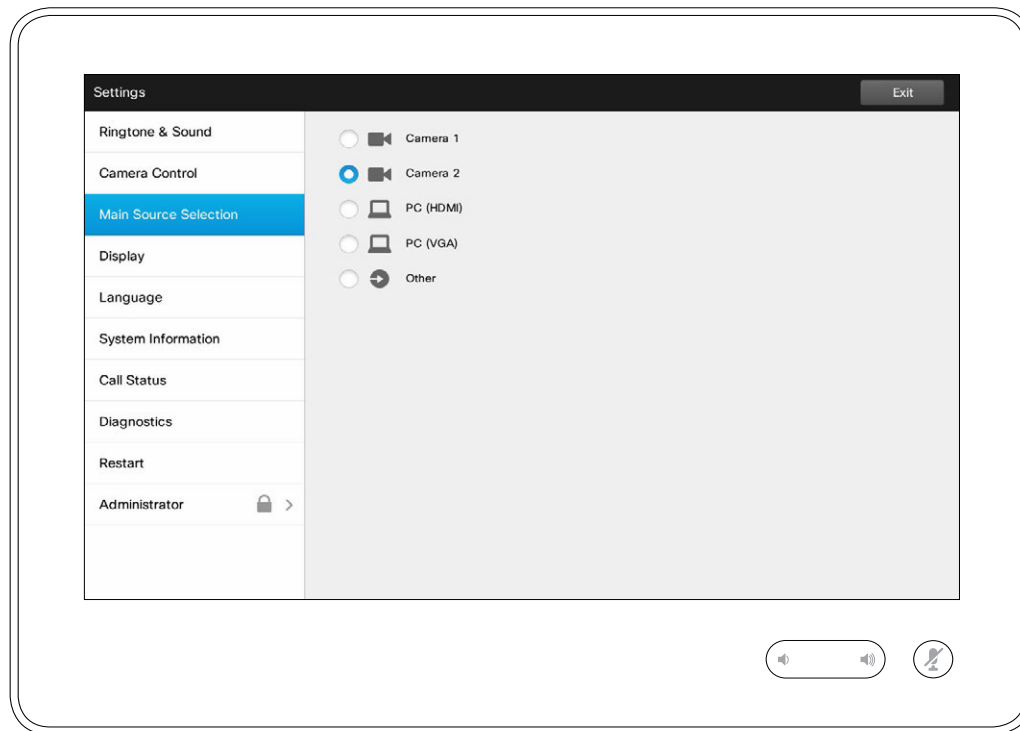 Settings
Exit
Ringtone & Sound
Camera Control
Main Source Selection
Display
Language
System Information
Call Status
Diagnostics
Restart
Administrator
Camera 1
Camera 2
PC (HDMI)
PC (VGA)
Other